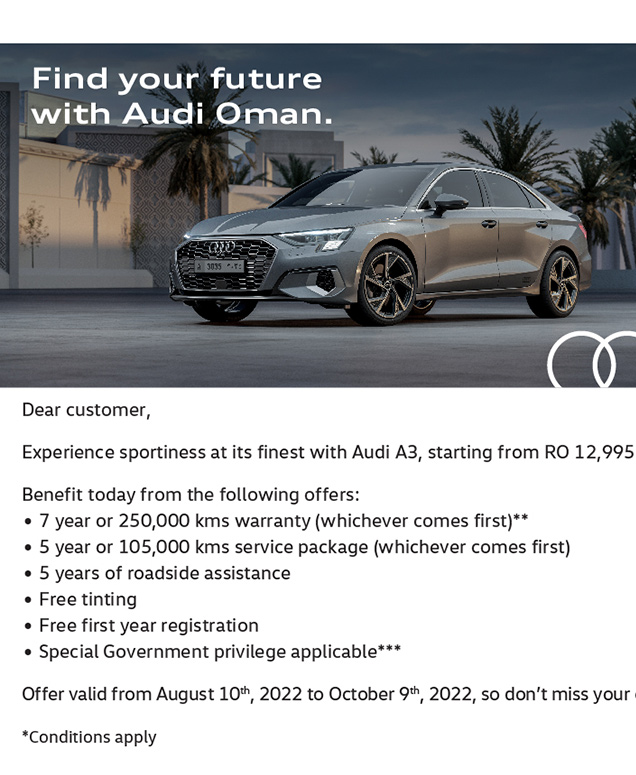 Find your future
with Audi Oman.
Dear customer,
Experience sportiness at its finest with Audi A3, starting from RO 12,995
Benefit today from the following offers:
• 7 year or 250,000 kms warranty (whichever comes first)**
• 5 year or 105,000 kms service package (whichever comes first)
• 5 years of roadside assistance
• Free tinting
• Free first year registration
• Special Government privilege applicable***
Offer valid from August 10th, 2022 to October 9th, 2022, so don't miss your
*Conditions apply